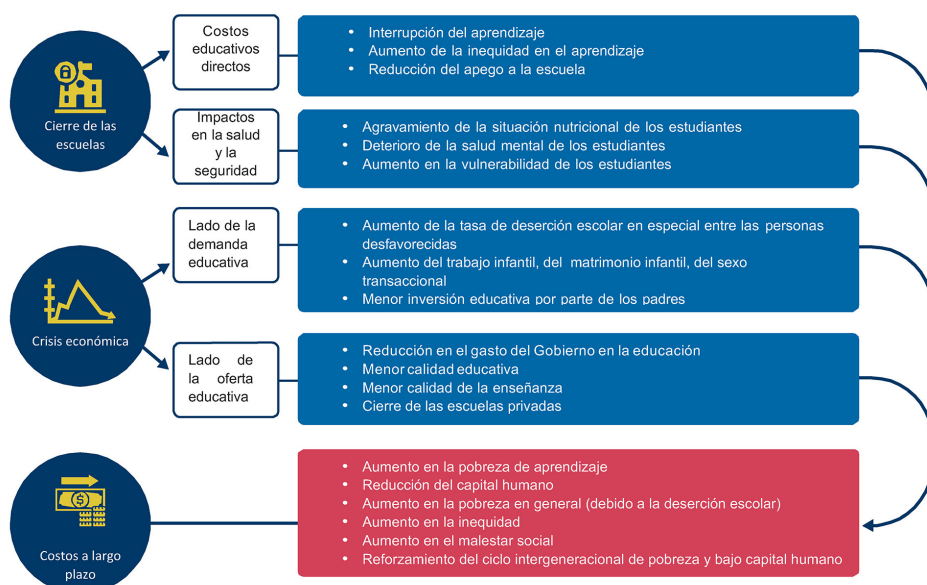 Cierre de las
escuelas
Costos
educativos
directos
• Interrupción del aprendizaje
• Aumento de la inequidad en el aprendizaje
• Reducción del apego a la escuela
Impactos
en la salud
y la
seguridad
• Agravamiento de la situación nutricional de los estudiantes
• Deterioro de la salud mental de los estudiantes
• Aumento en la vulnerabilidad de los estudiantes
Crisis económica
Lado de la
demanda
educativa
• Aumento de la tasa de deserción escolar en especial entre las personas
desfavorecidas
• Aumento del trabajo infantil, del matrimonio infantil, del sexo
transaccional
• Menor inversión educativa por parte de los padres
Lado de
la oferta
educativa
• Reducción en el gasto del Gobierno en la educación
• Menor calidad educativa
• Menor calidad de la enseñanza
• Cierre de las escuelas privadas
$
Costos a largo
plazo
• Aumento en la pobreza de aprendizaje
• Reducción del capital humano
• Aumento en la pobreza en general (debido a la deserción escolar)
• Aumento en la inequidad
• Aumento en el malestar social
• Reforzamiento del ciclo intergeneracional de pobreza y bajo capital humano